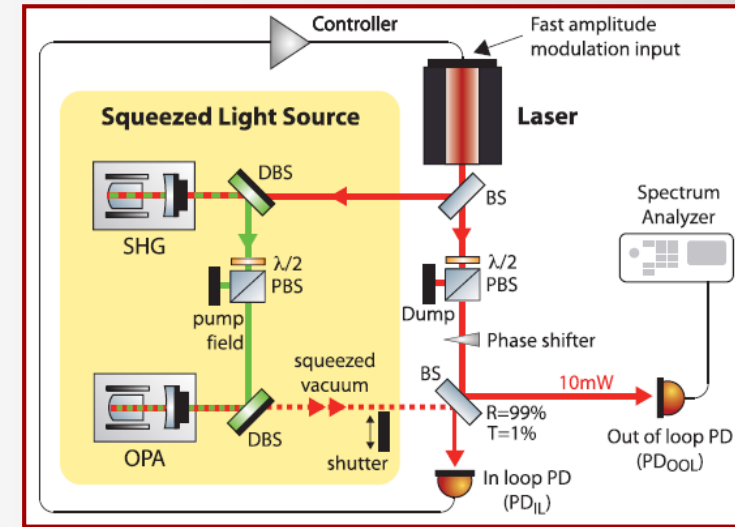 Controller
Fast amplitude
modulation input
Squeezed Light Source
Laser
DBS
BS
SHG
Spectrum
Analyzer
λ/2
PBS
λ/2
PBS
pump
field
Dump
Phase shifter
squeezed
vacuum
BS
10mW
R=99%
T=1%
DBS
OPA
shutter
Out of loop PD
(PDOOL)
In loop PD
(PDIL)